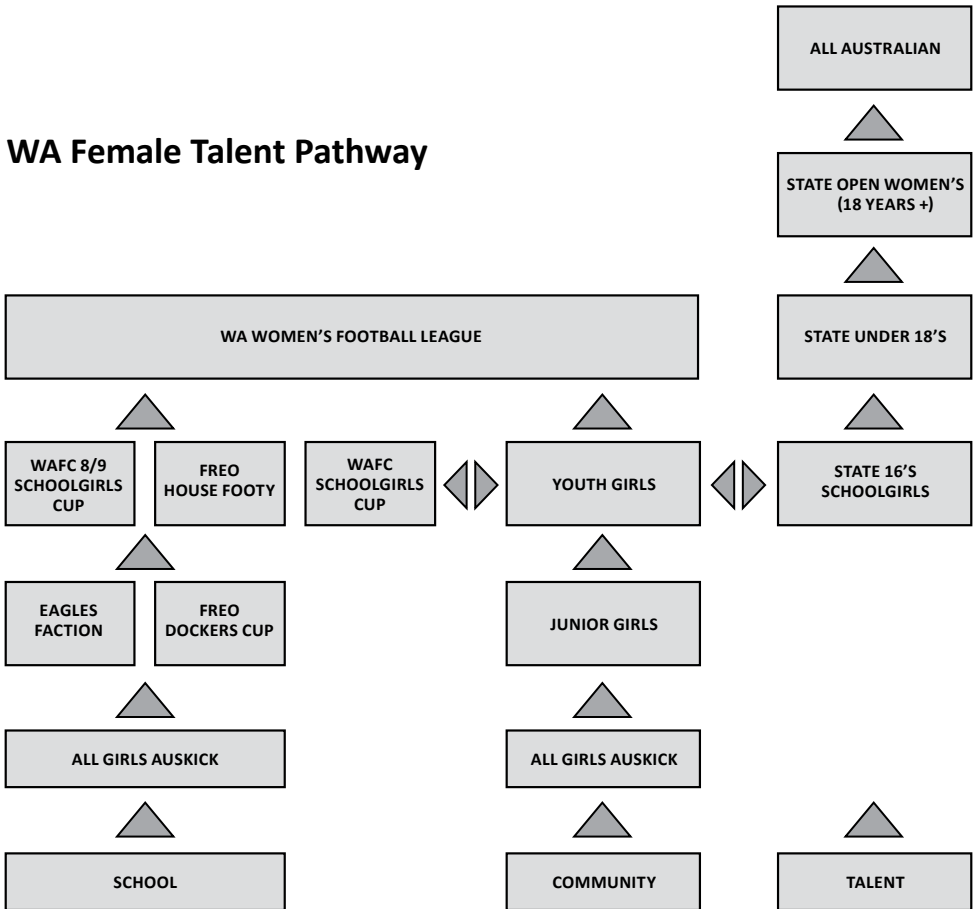 ALL AUSTRALIAN
WA Female Talent Pathway
STATE OPEN WOMEN'S
(18 YEARS +)
WA WOMEN'S FOOTBALL LEAGUE
STATE UNDER 18'S
WAFC 8/9
SCHOOLGIRLS
CUP
FREO
HOUSE FOOTY
WAFC
SCHOOLGIRLS
CUP
YOUTH GIRLS
STATE 16'S
SCHOOLGIRLS
EAGLES
FACTION
FREO
DOCKERS CUP
JUNIOR GIRLS
ALL GIRLS AUSKICK
ALL GIRLS AUSKICK
SCHOOL
COMMUNITY
TALENT